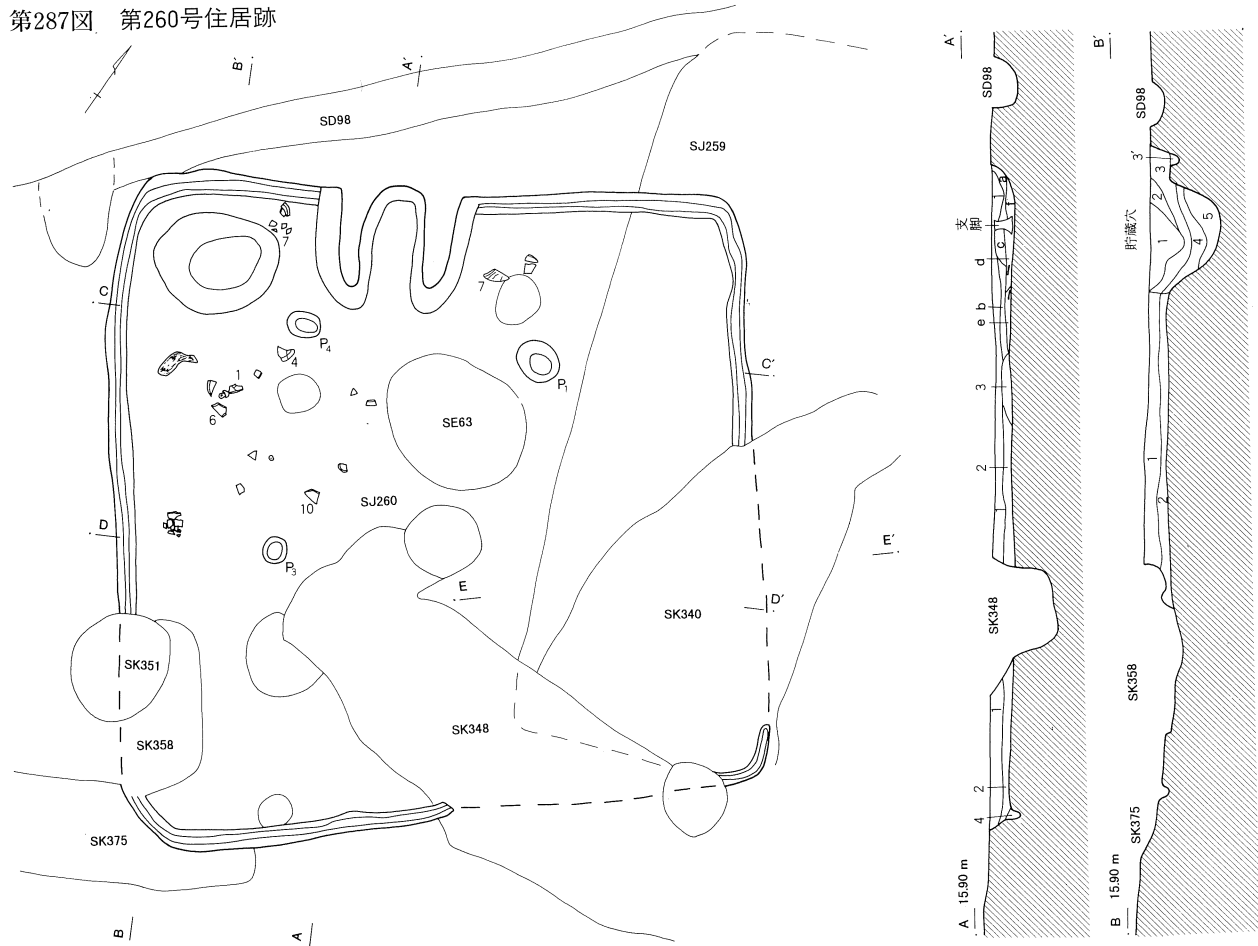 第287図 第260号住居跡
B′
A′
SD98
SJ259
7
7
C
P4
4
P1
C′
1
6
SE63
10
SJ260
D
P3
E
E′
D′
SK340
SK351
SK348
SK358
SK375
B
A
A′
SD98
a
1
f
支脚
c
d
b
e
3
2
1
SK348
1
2
4
A 15.90 m
B′
SD98
3′
3
2
1
4
5
貯蔵穴
1
2
SK358
SK375
B 15.90 m